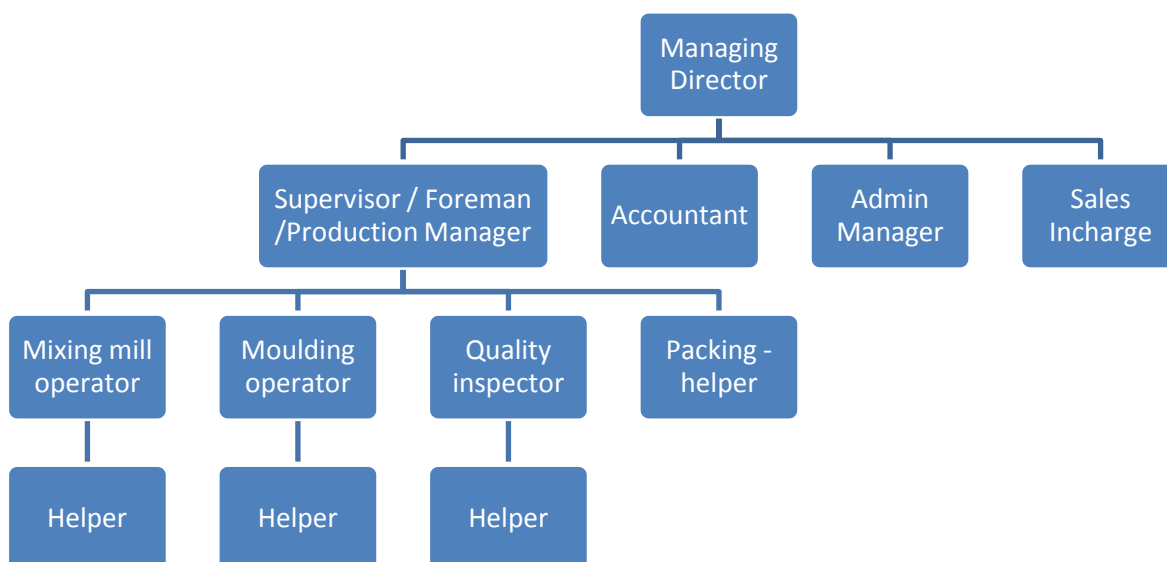 Managing
Director
Supervisor / Foreman
/Production Manager
Accountant
Admin
Manager
Sales
Incharge
Mixing mill
operator
Moulding
operator
Quality
inspector
Packing -
helper
Helper
Helper
Helper